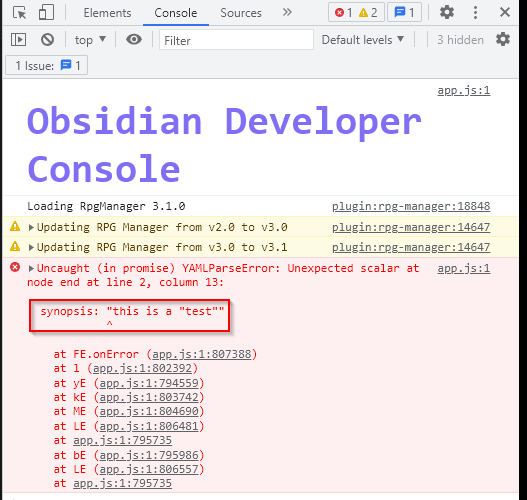 Elements Console Sources »
1 2 1
top Filter Default levels 3 hidden
1 Issue: 1
app.js:1
Obsidian Developer
Console
Loading RpgManager 3.1.0 plugin:rpg-manager:18848
Updating RPG Manager from v2.0 to v3.0 plugin:rpg-manager:14647
Updating RPG Manager from v3.0 to v3.1 plugin:rpg-manager:14647
Uncaught (in promise) YAMLParseError: Unexpected scalar at app.js:1
node end at line 2, column 13:
synopsis: "this is a "test""
^
at FE.onError (app.js:1:807388)
at l (app.js:1:802392)
at yE (app.js:1:794559)
at kE (app.js:1:803742)
at ME (app.js:1:804690)
at LE (app.js:1:806481)
at app.js:1:795735
at bE (app.js:1:795986)
at LE (app.js:1:806557)
at app.js:1:795735